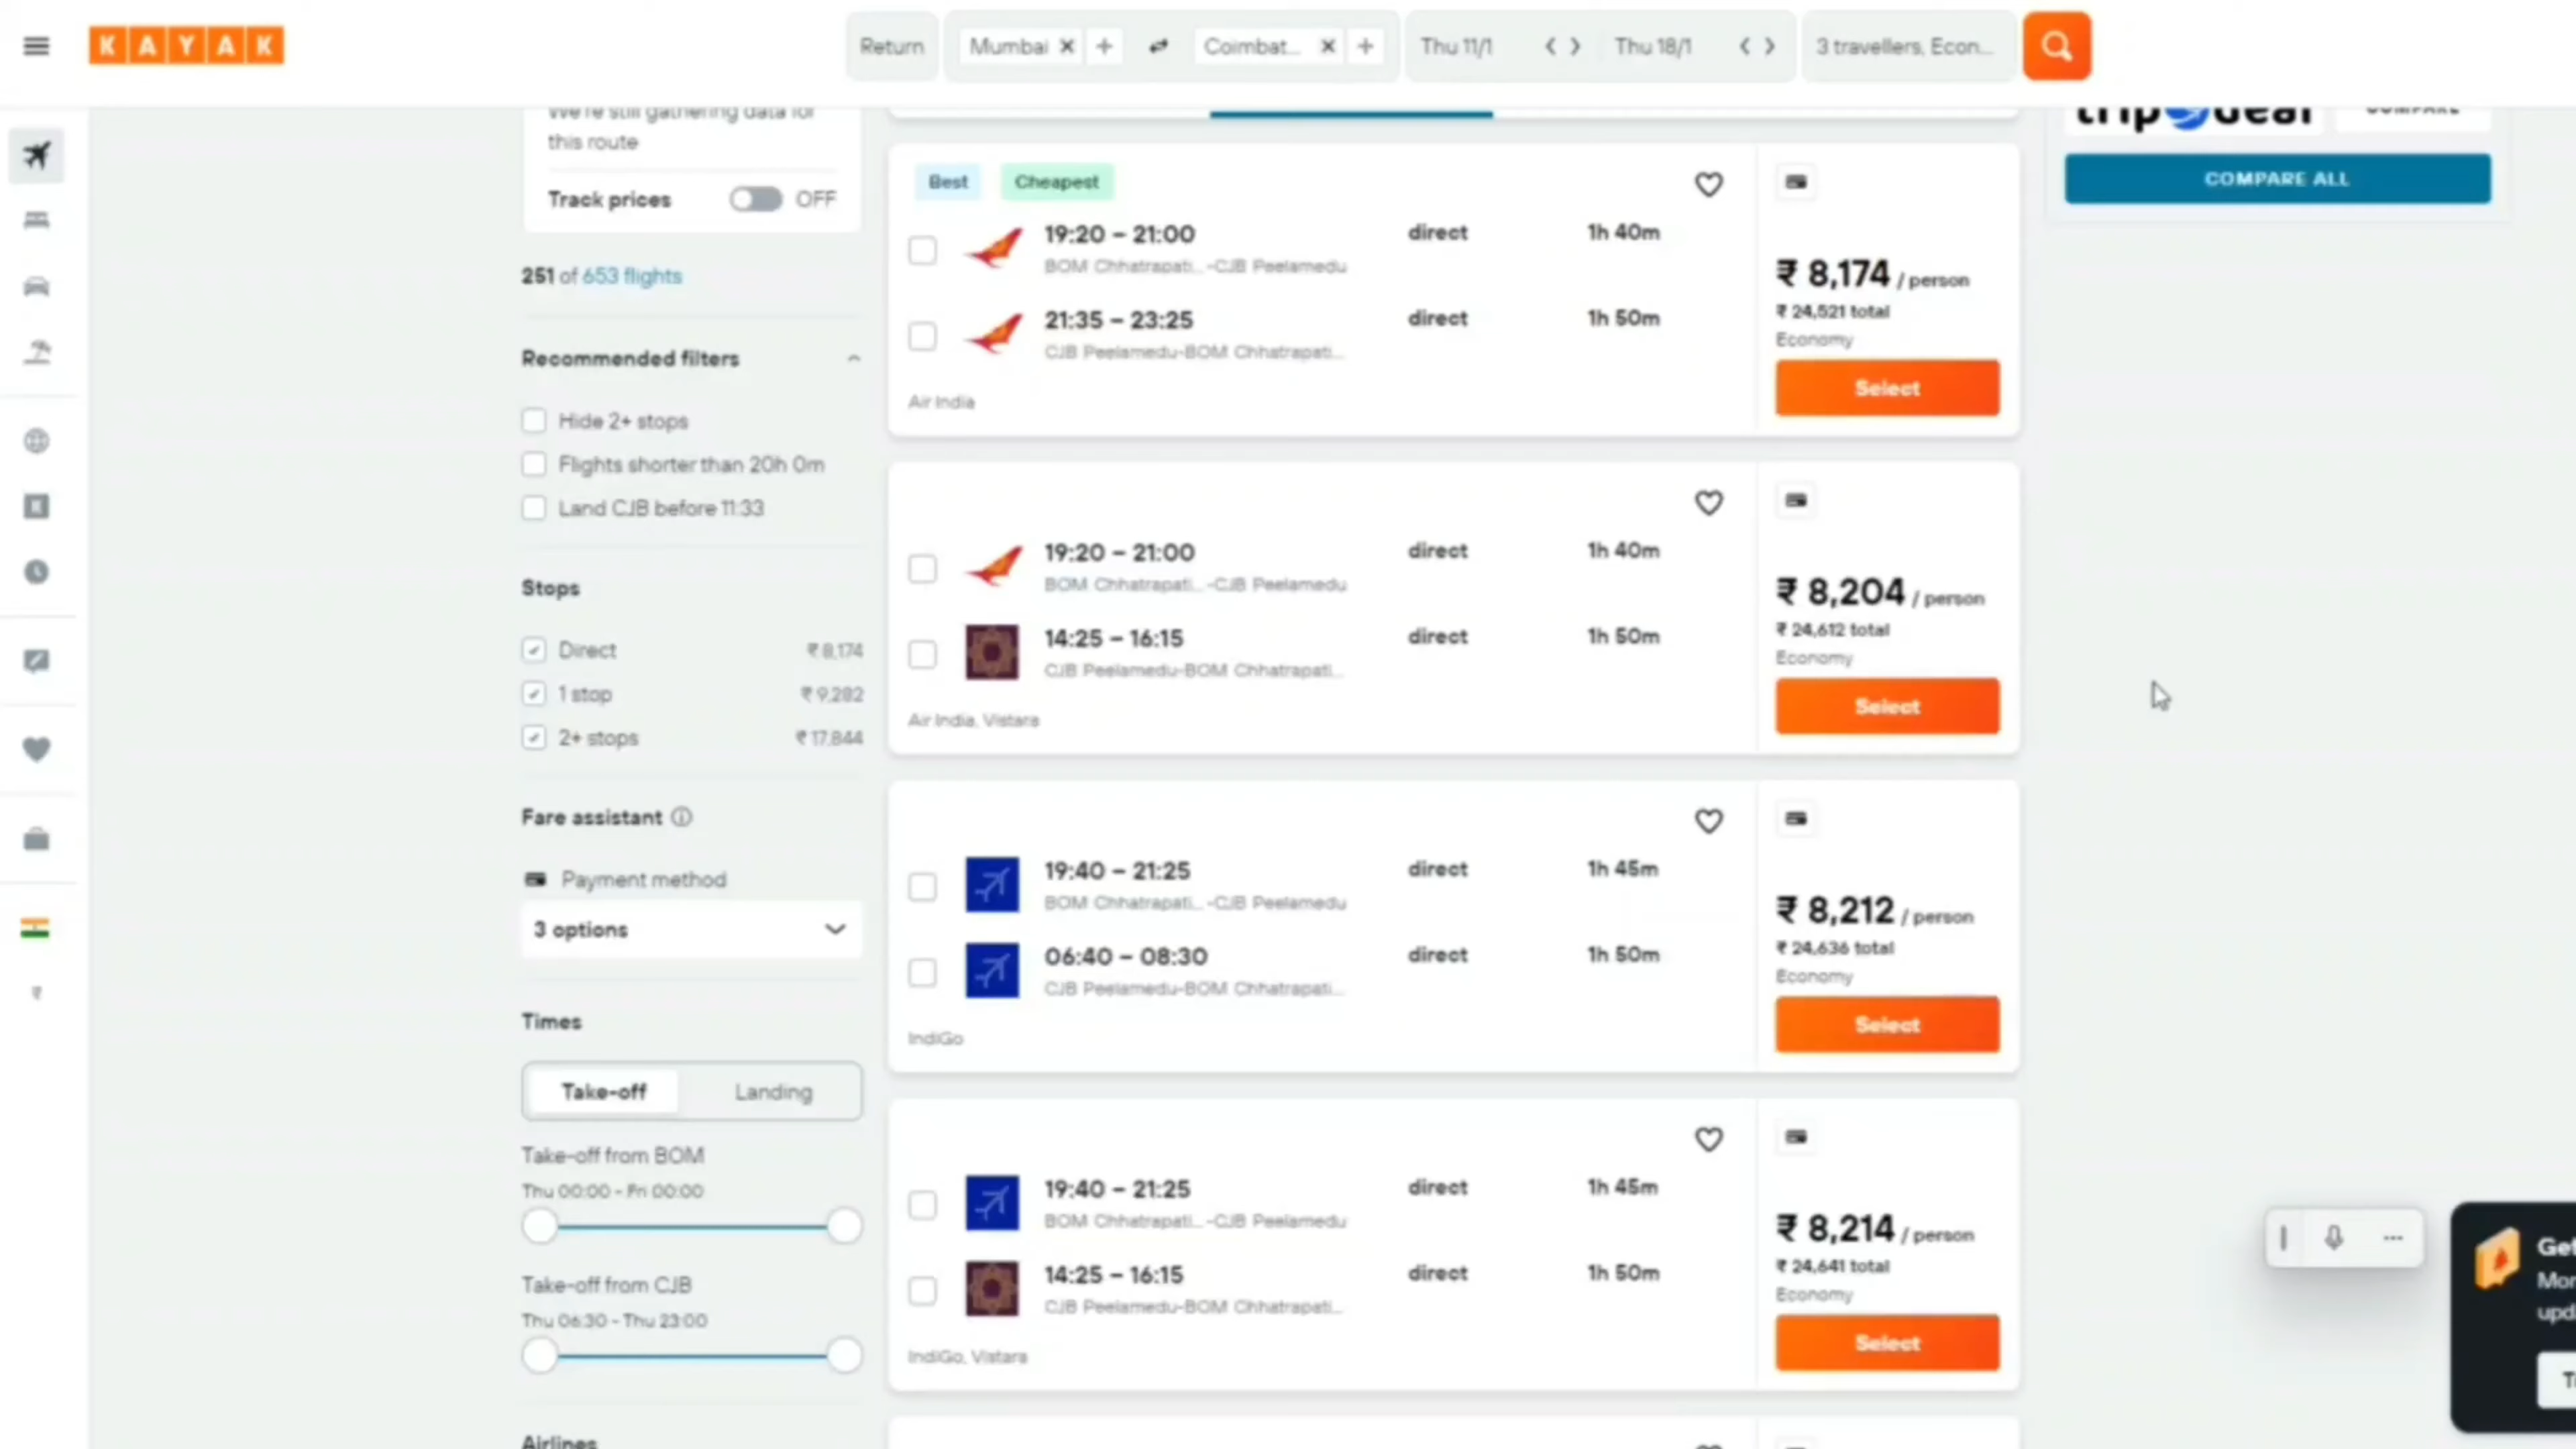 KAYAK
Return
Mumbai
Coimbat...
Thu 11/1
Thu 18/1
3 travellers, Econ...
We're still gathering data for
this route
Track prices
OFF
251 of 653 flights
Recommended filters
Hide 2+ stops
Flights shorter than 20h 0m
Land CJB before 11:33
Stops
Direct ₹ 8,174
1 stop ₹ 9,282
2+ stops ₹ 17,844
Fare assistant
Payment method
3 options
Times
Take-off
Landing
Take-off from BOM
Thu 00:00 - Fri 00:00
Take-off from CJB
Thu 06:30 - Thu 23:00
Airlines
Best
Cheapest
19:20 – 21:00 direct 1h 40m
BOM Chhatrapati... -CJB Peelamedu
21:35 – 23:25 direct 1h 50m
CJB Peelamedu-BOM Chhatrapati...
Air India
₹ 8,174 / person
₹ 24,521 total
Economy
Select
19:20 – 21:00 direct 1h 40m
BOM Chhatrapati... -CJB Peelamedu
14:25 – 16:15 direct 1h 50m
CJB Peelamedu-BOM Chhatrapati...
Air India, Vistara
₹ 8,204 / person
₹ 24,612 total
Economy
Select
19:40 – 21:25 direct 1h 45m
BOM Chhatrapati... -CJB Peelamedu
06:40 – 08:30 direct 1h 50m
CJB Peelamedu-BOM Chhatrapati...
IndiGo
₹ 8,212 / person
₹ 24,636 total
Economy
Select
19:40 – 21:25 direct 1h 45m
BOM Chhatrapati... -CJB Peelamedu
14:25 – 16:15 direct 1h 50m
CJB Peelamedu-BOM Chhatrapati...
IndiGo, Vistara
₹ 8,214 / person
₹ 24,641 total
Economy
Select
tripodeal
COMPARE
COMPARE ALL
₹